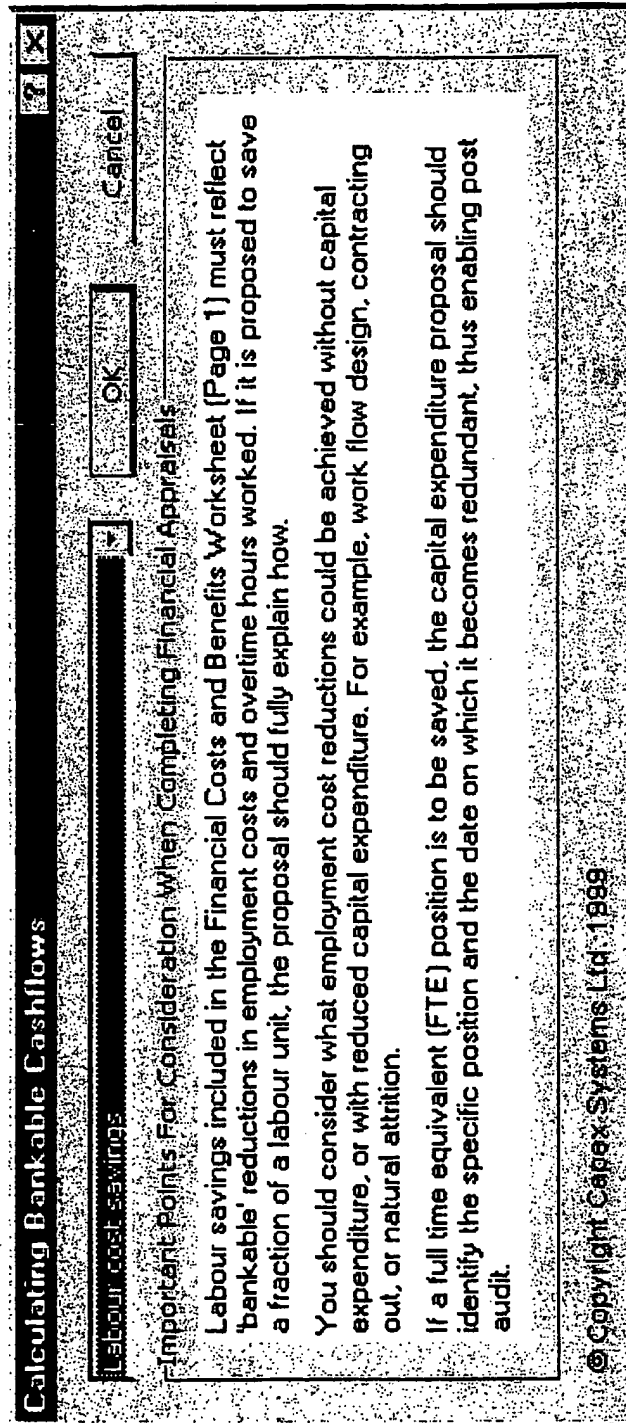 Calculating Bankable Cashflows
Labour cost savings
OK
Cancel
Important Points For Consideration When Completing Financial Appraisals
Labour savings included in the Financial Costs and Benefits Worksheet (Page 1) must reflect
'bankable' reductions in employment costs and overtime hours worked. If it is proposed to save
a fraction of a labour unit, the proposal should fully explain how.
You should consider what employment cost reductions could be achieved without capital
expenditure, or with reduced capital expenditure. For example, work flow design, contracting
out, or natural attrition.
If a full time equivalent (FTE) position is to be saved, the capital expenditure proposal should
identify the specific position and the date on which it becomes redundant, thus enabling post
audit.
© Copyright Capex Systems Ltd. 1999